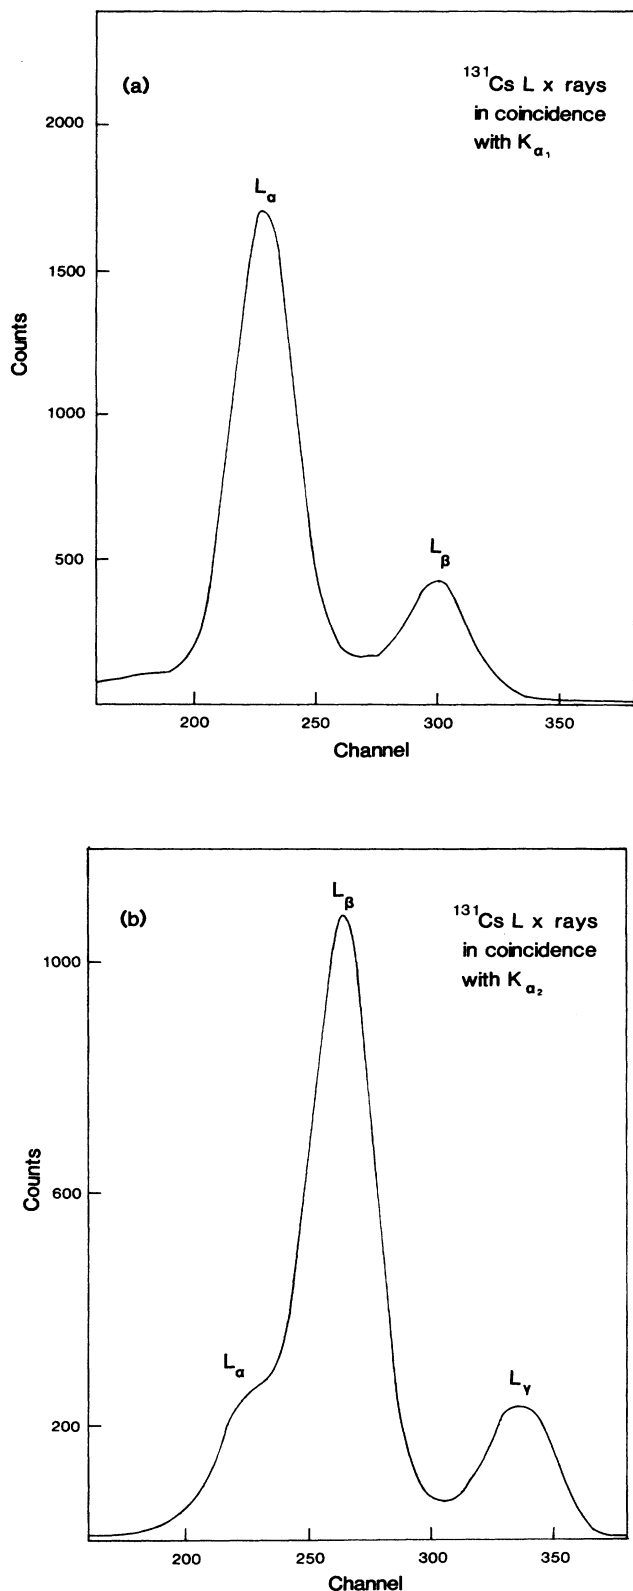 (a)
¹³¹Cs L x rays
in coincidence
with Kα₁
2000
Lα
1500
Counts
1000
Lβ
500
200 250 300 350
Channel
Lβ
(b)
¹³¹Cs L x rays
in coincidence
with Kα₂
1000
Counts
600
Lα
Lγ
200
200 250 300 350
Channel